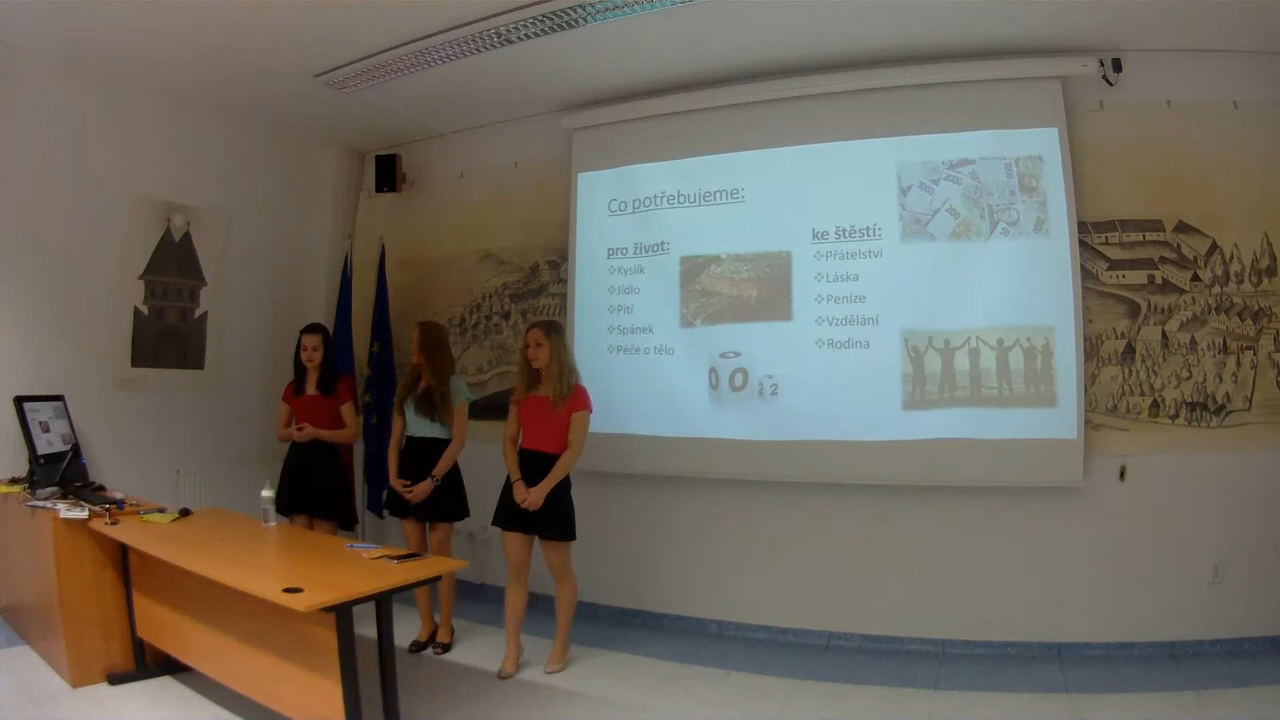 Co potřebujeme:
pro život:
❖Kyslík
❖Jídlo
❖Pití
❖Spánek
❖Péče o tělo
ke štěstí:
❖Přátelství
❖Láska
❖Peníze
❖Vzdělání
❖Rodina